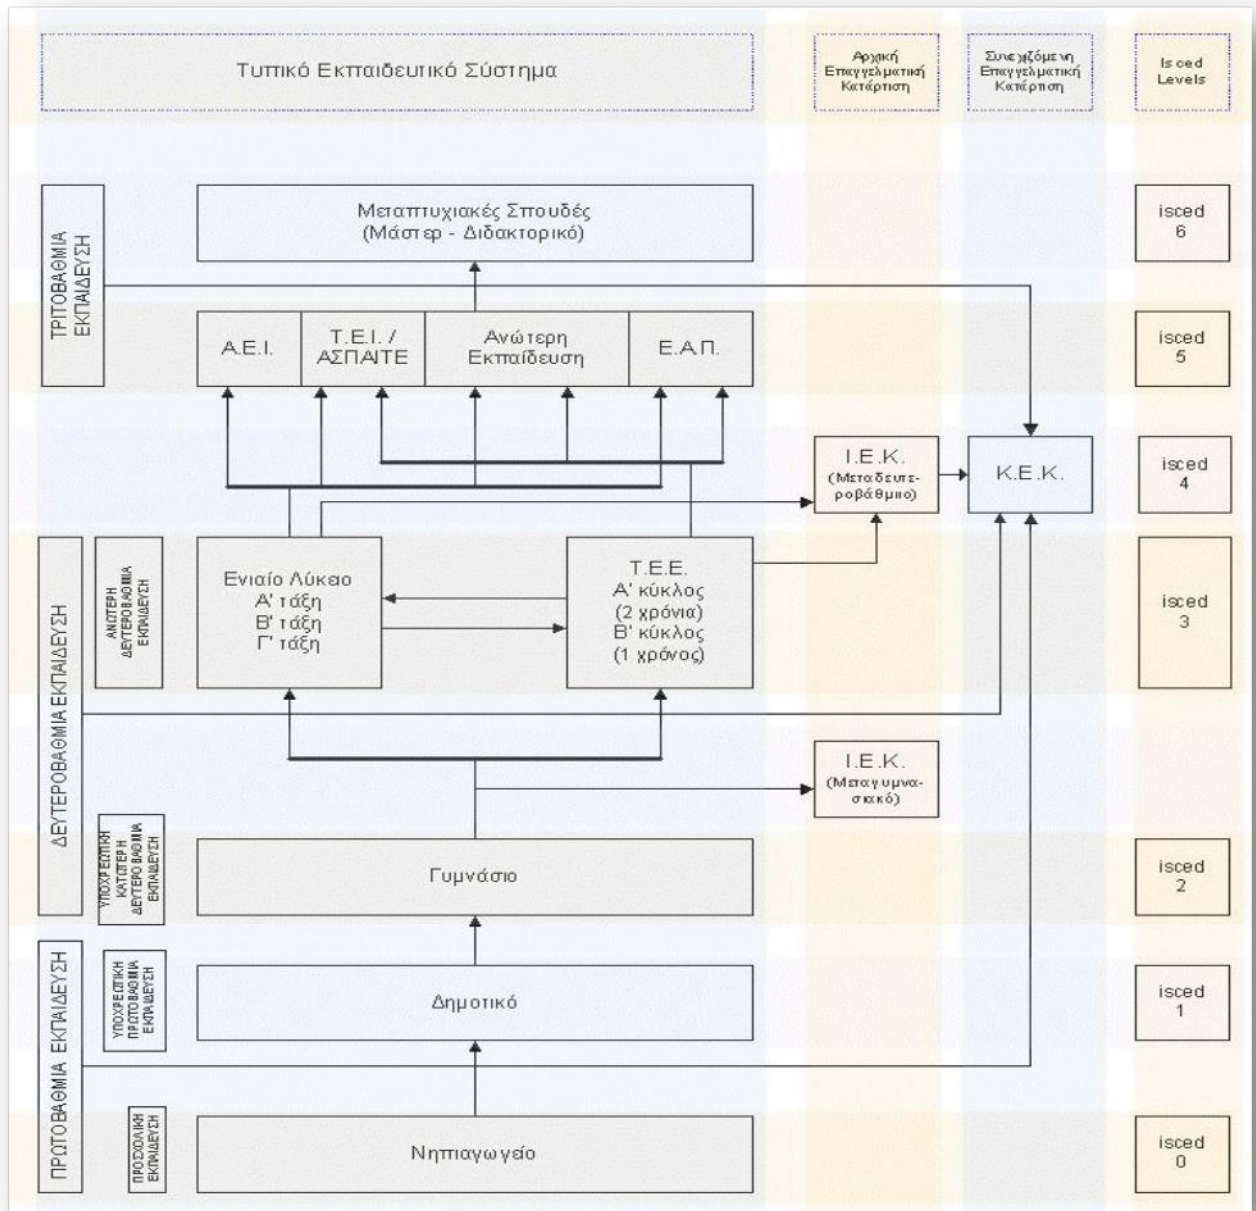 Τυπικό Εκπαιδευτικό Σύστημα
Αρχική
Επαγγελματική
Κατάρτιση
Συνεχιζόμενη
Επαγγελματική
Κατάρτιση
Isced
Levels
ΤΡΙΤΟΒΑΘΜΙΑ
ΕΚΠΑΙΔΕΥΣΗ
Μεταπτυχιακές Σπουδές
(Μάστερ - Διδακτορικό)
isced
6
Α.Ε.Ι.
Τ.Ε.Ι. /
ΑΣΠΑΙΤΕ
Ανώτερη
Εκπαίδευση
Ε.Α.Π.
isced
5
Ι.Ε.Κ.
(Μεταδευτε-
ροβάθμιο)
Κ.Ε.Κ.
isced
4
ΔΕΥΤΕΡΟΒΑΘΜΙΑ ΕΚΠΑΙΔΕΥΣΗ
ΑΝΩΤΕΡΗ
ΔΕΥΤΕΡΟΒΑΘΜΙΑ
ΕΚΠΑΙΔΕΥΣΗ
Ενιαίο Λύκειο
Α' τάξη
Β' τάξη
Γ' τάξη
Τ.Ε.Ε.
Α' κύκλος
(2 χρόνια)
Β' κύκλος
(1 χρόνος)
isced
3
Ι.Ε.Κ.
(Μεταγυμνα-
σιακό)
ΥΠΟΧΡΕΩΤΙΚΗ
ΚΑΤΩΤΕΡΗ
ΔΕΥΤΕΡΟΒΑΘΜΙΑ
ΕΚΠΑΙΔΕΥΣΗ
Γυμνάσιο
isced
2
ΠΡΩΤΟΒΑΘΜΙΑ ΕΚΠΑΙΔΕΥΣΗ
ΥΠΟΧΡΕΩΤΙΚΗ
ΠΡΩΤΟΒΑΘΜΙΑ
ΕΚΠΑΙΔΕΥΣΗ
Δημοτικό
isced
1
ΠΡΟΣΧΟΛΙΚΗ
ΕΚΠΑΙΔΕΥΣΗ
Νηπιαγωγείο
isced
0